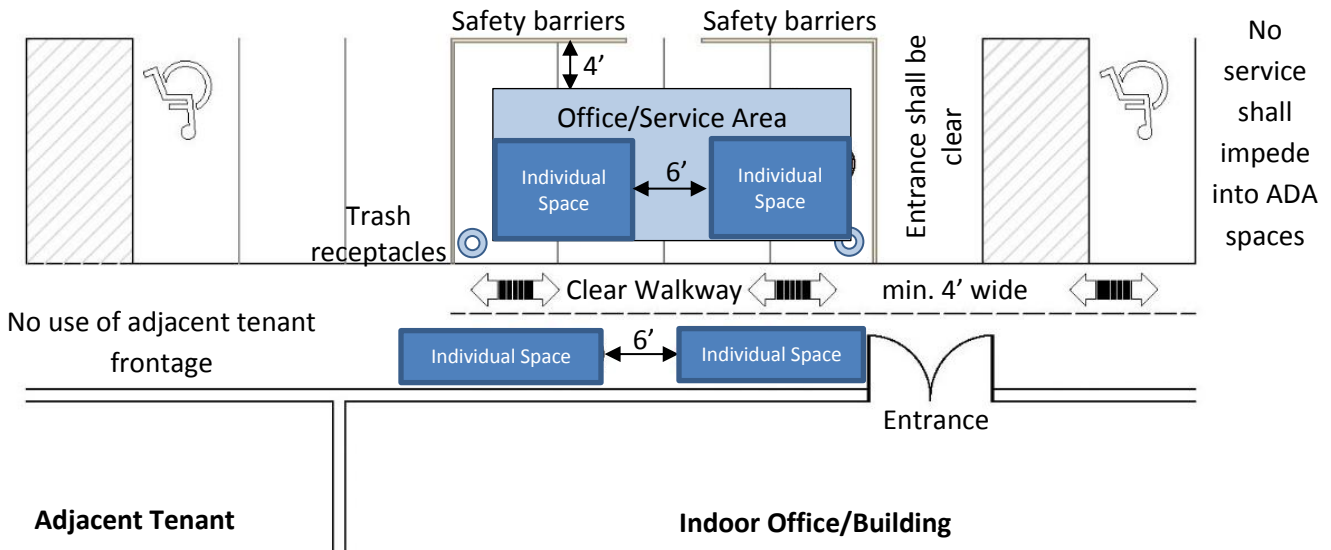 Safety barriers
Safety barriers
4’
No
service
shall
impede
into ADA
spaces
Entrance shall be
clear
Office/Service Area
Individual
Space
6’
Individual
Space
Trash
receptacles
Clear Walkway
min. 4’ wide
No use of adjacent tenant
frontage
Individual Space
6’
Individual Space
Entrance
Adjacent Tenant
Indoor Office/Building